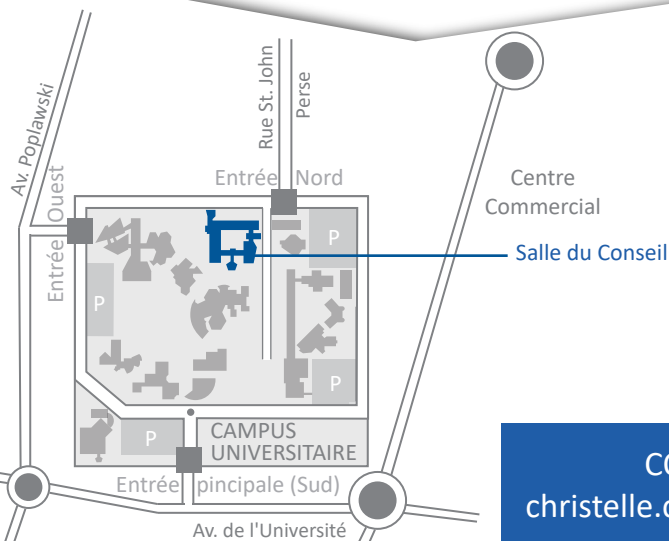 Av. Poplawski
Rue St. John
Perse
Entrée Nord
Entrée Ouest
Centre
Commercial
Salle du Conseil
P
P
P
P
CAMPUS
UNIVERSITAIRE
Entrée pincipale (Sud)
Av. de l'Université